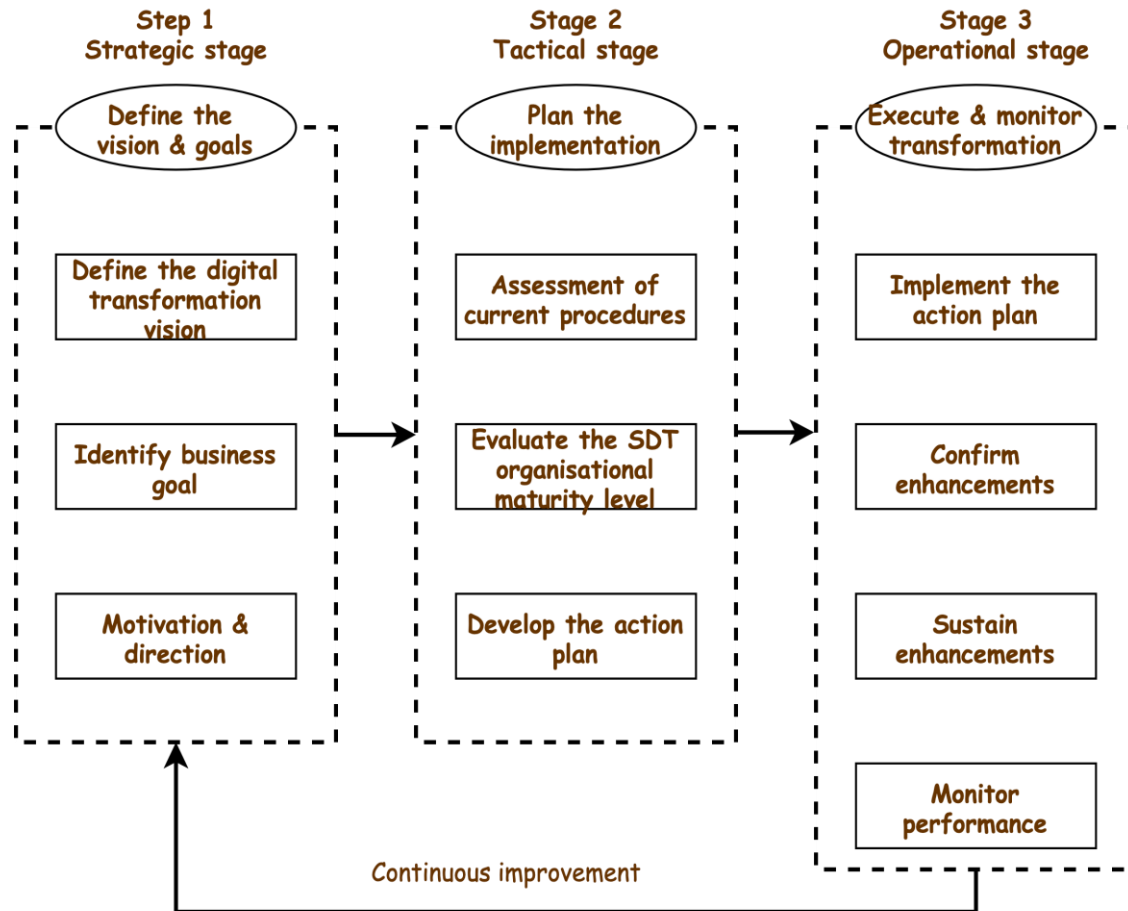 Step 1
Strategic stage
Stage 2
Tactical stage
Stage 3
Operational stage
Define the
vision & goals
Plan the
implementation
Execute & monitor
transformation
Define the digital
transformation
vision
Assessment of
current procedures
Implement the
action plan
Identify business
goal
Evaluate the SDT
organisational
maturity level
Confirm
enhancements
Motivation &
direction
Develop the action
plan
Sustain
enhancements
Monitor
performance
Continuous improvement